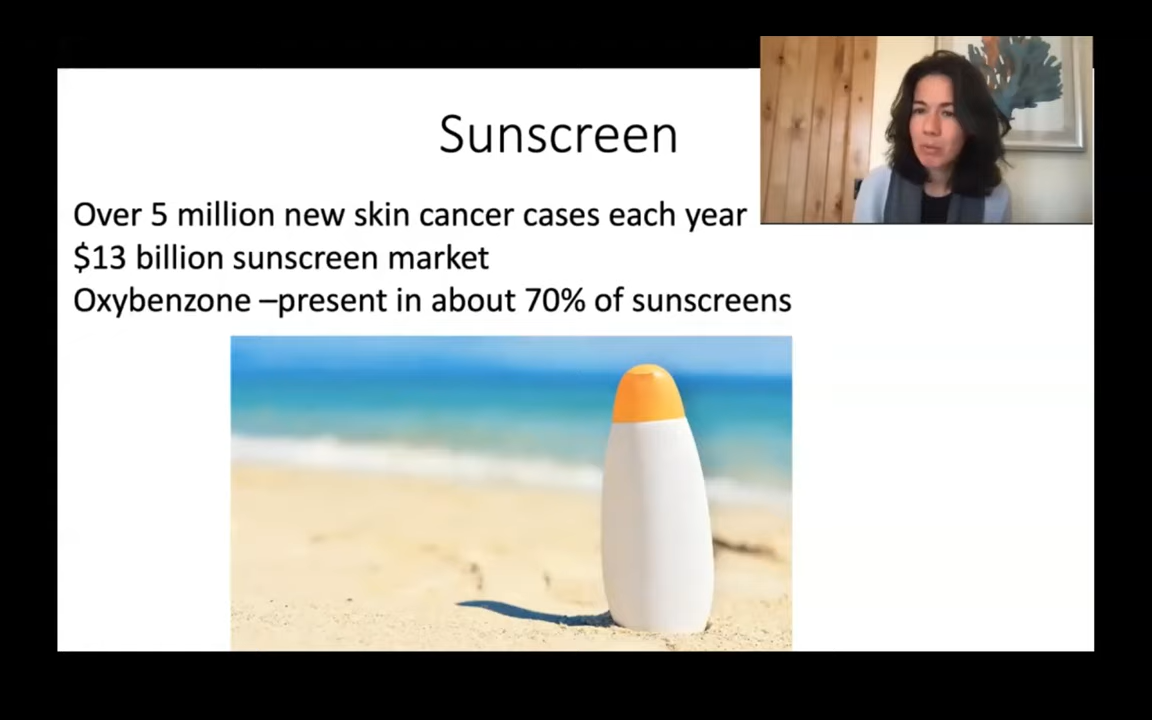 Sunscreen
Over 5 million new skin cancer cases each year
$13 billion sunscreen market
Oxybenzone –present in about 70% of sunscreens